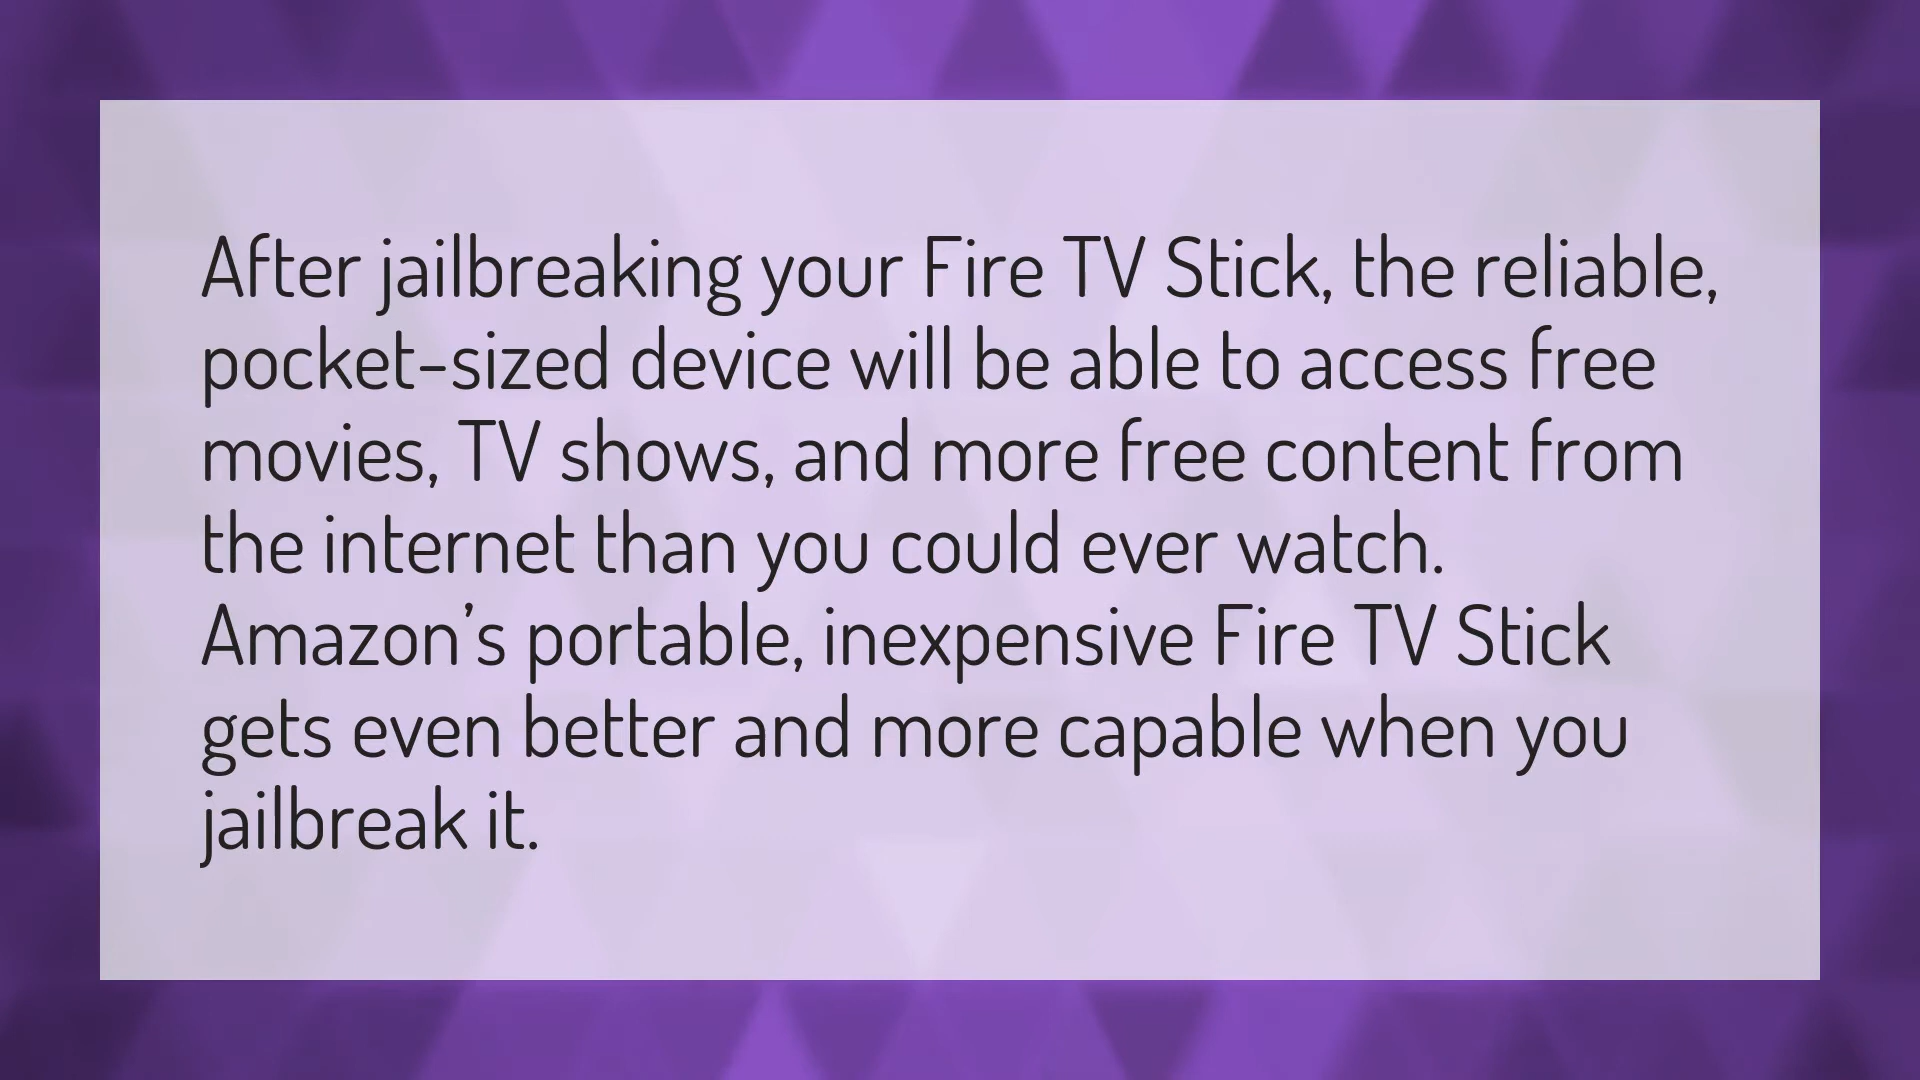 After jailbreaking your Fire TV Stick, the reliable,
pocket-sized device will be able to access free
movies, TV shows, and more free content from
the internet than you could ever watch.
Amazon’s portable, inexpensive Fire TV Stick
gets even better and more capable when you
jailbreak it.